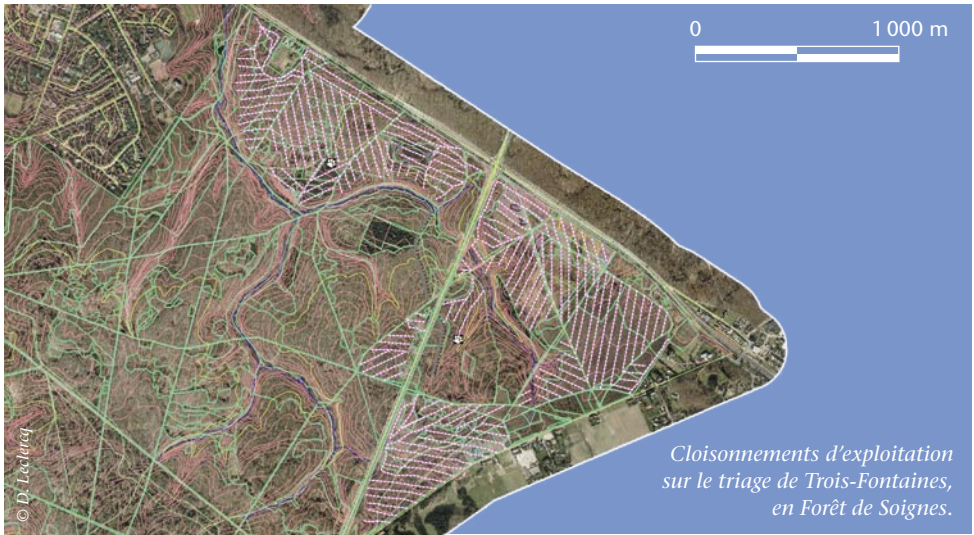 0 1 000 m
Cloisonnements d’exploitation
sur le triage de Trois-Fontaines,
en Forêt de Soignes.
© D. Leclercq